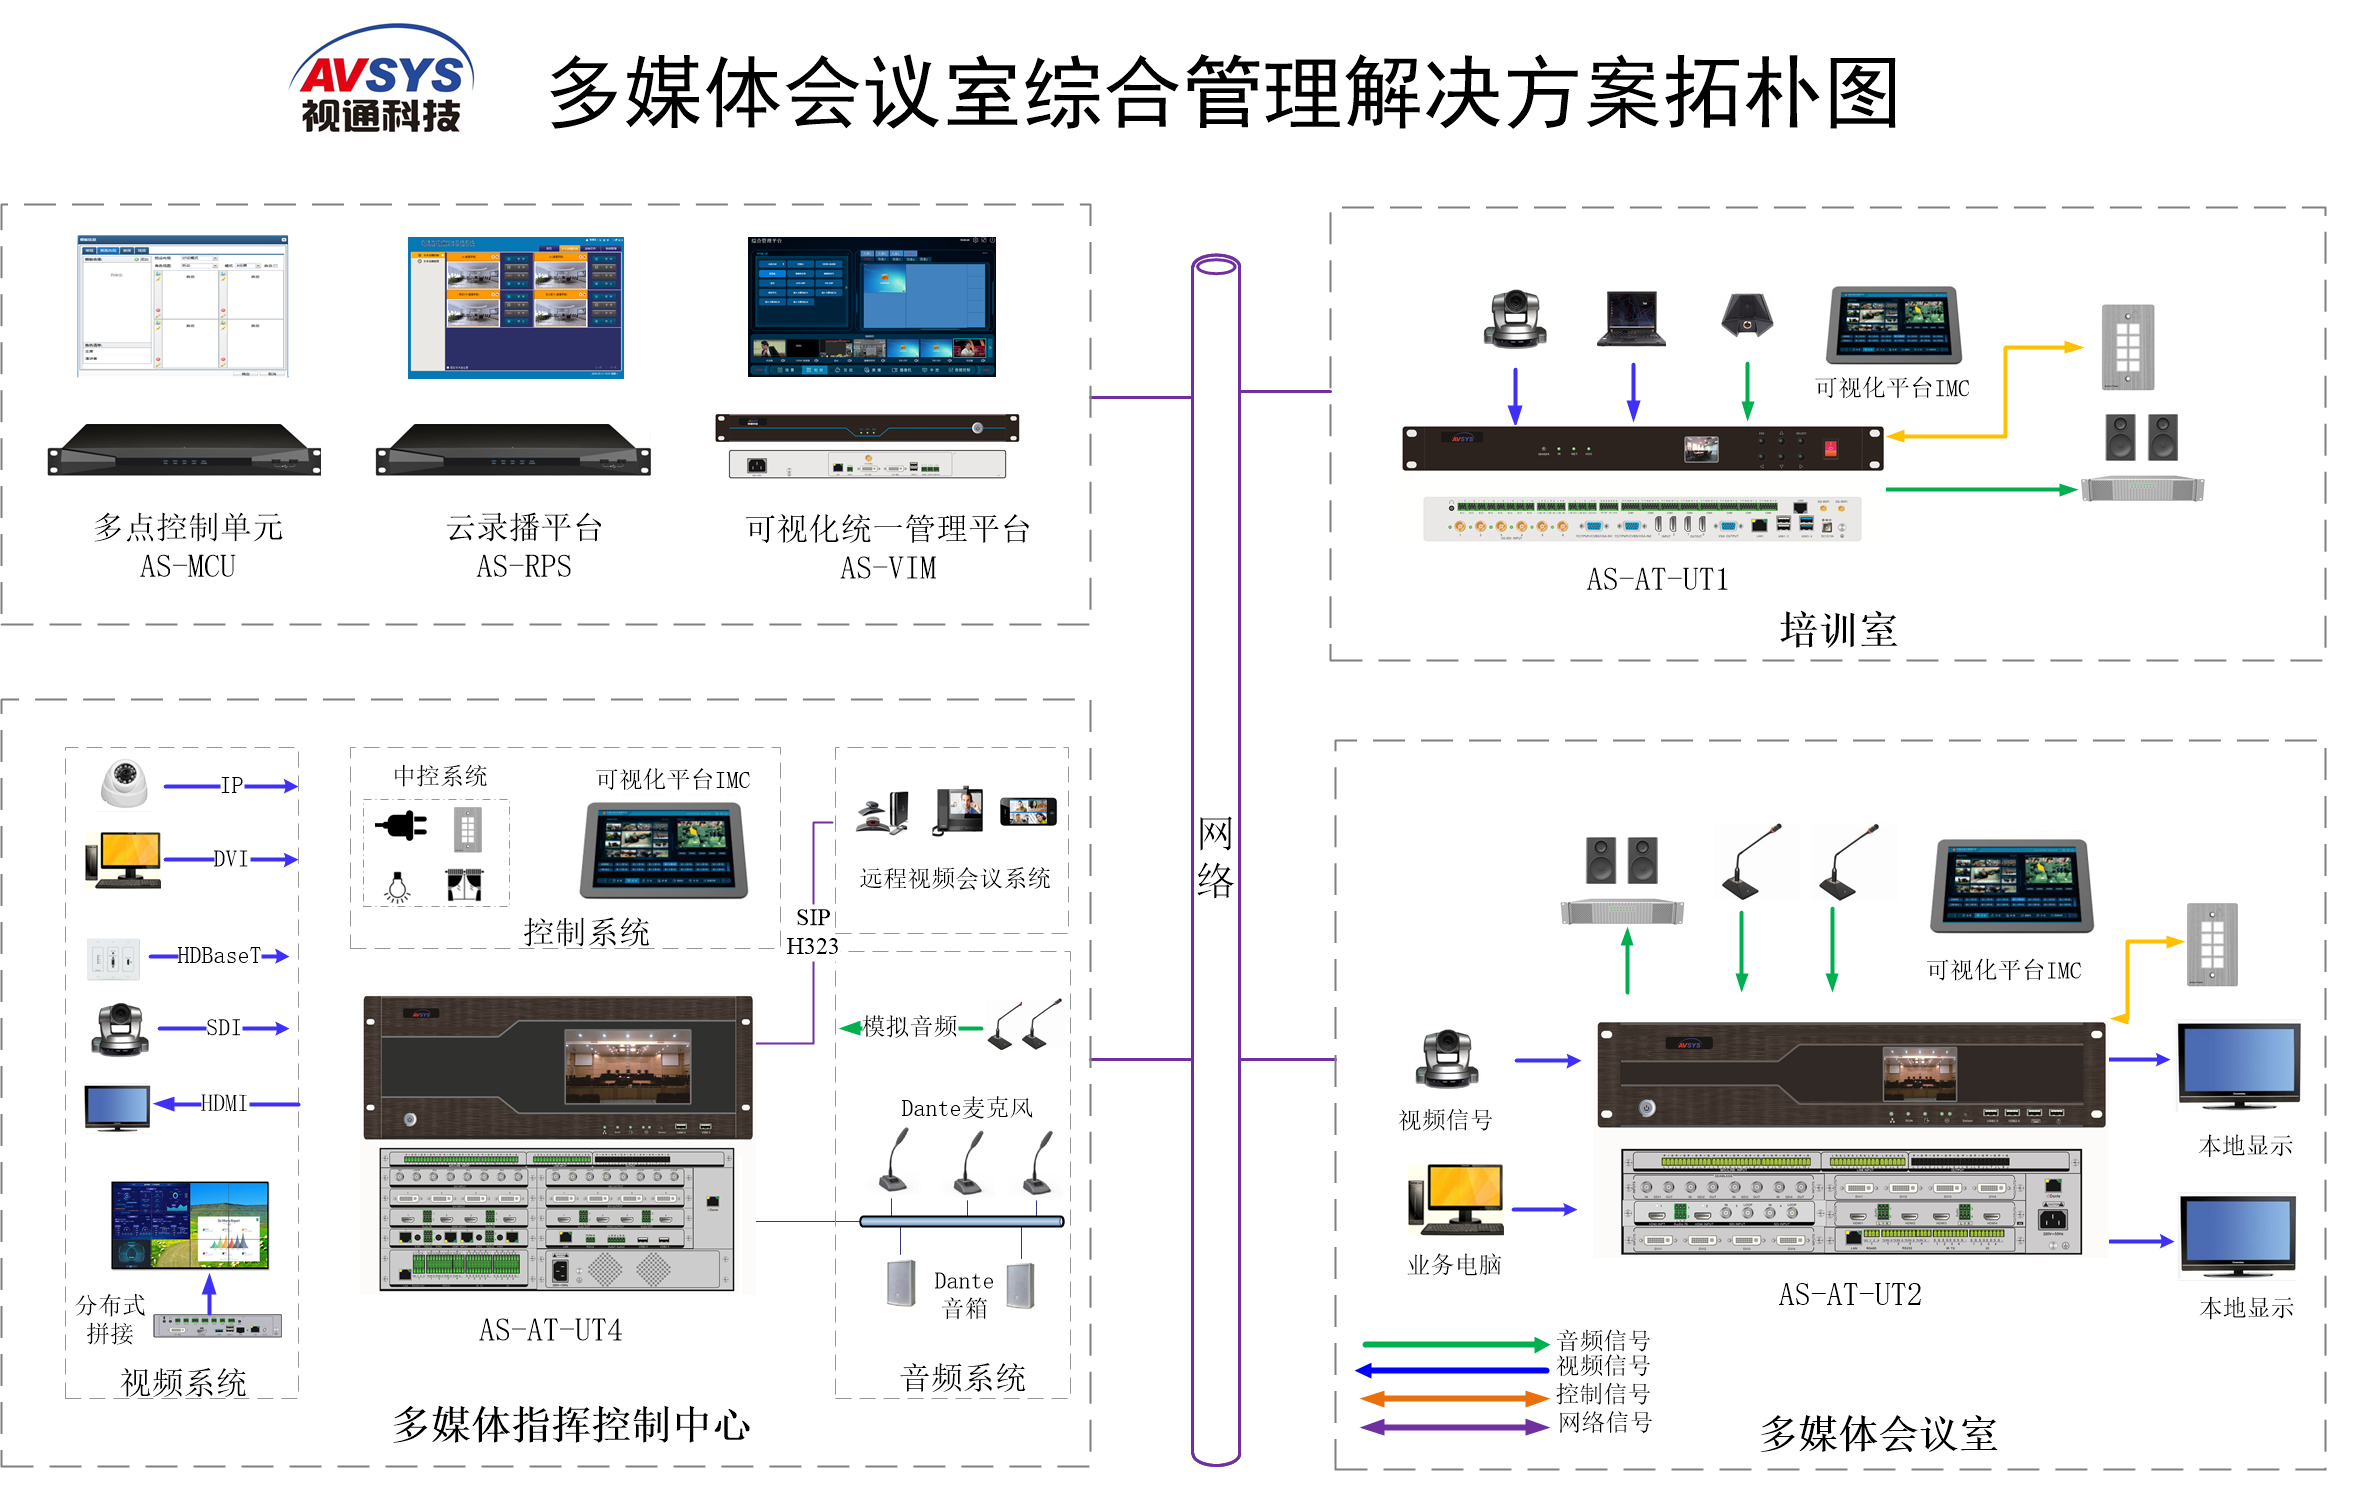 AVSYS
视通科技
多媒体会议室综合管理解决方案拓朴图
多点控制单元
AS-MCU
云录播平台
AS-RPS
可视化统一管理平台
AS-VIM
可视化平台IMC
AVSYS
AS-AT-UT1
培训室
网络
IP
DVI
HDBaseT
SDI
HDMI
分布式
拼接
视频系统
中控系统
可视化平台IMC
控制系统
AVSYS
AS-AT-UT4
SIP
H323
远程视频会议系统
模拟音频
Dante麦克风
Dante
音箱
音频系统
多媒体指挥控制中心
可视化平台IMC
视频信号
业务电脑
AVSYS
AS-AT-UT2
本地显示
本地显示
音频信号
视频信号
控制信号
网络信号
多媒体会议室